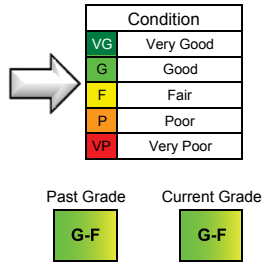 Condition
VG Very Good
G Good
F Fair
P Poor
VP Very Poor
Past Grade Current Grade
G-F G-F